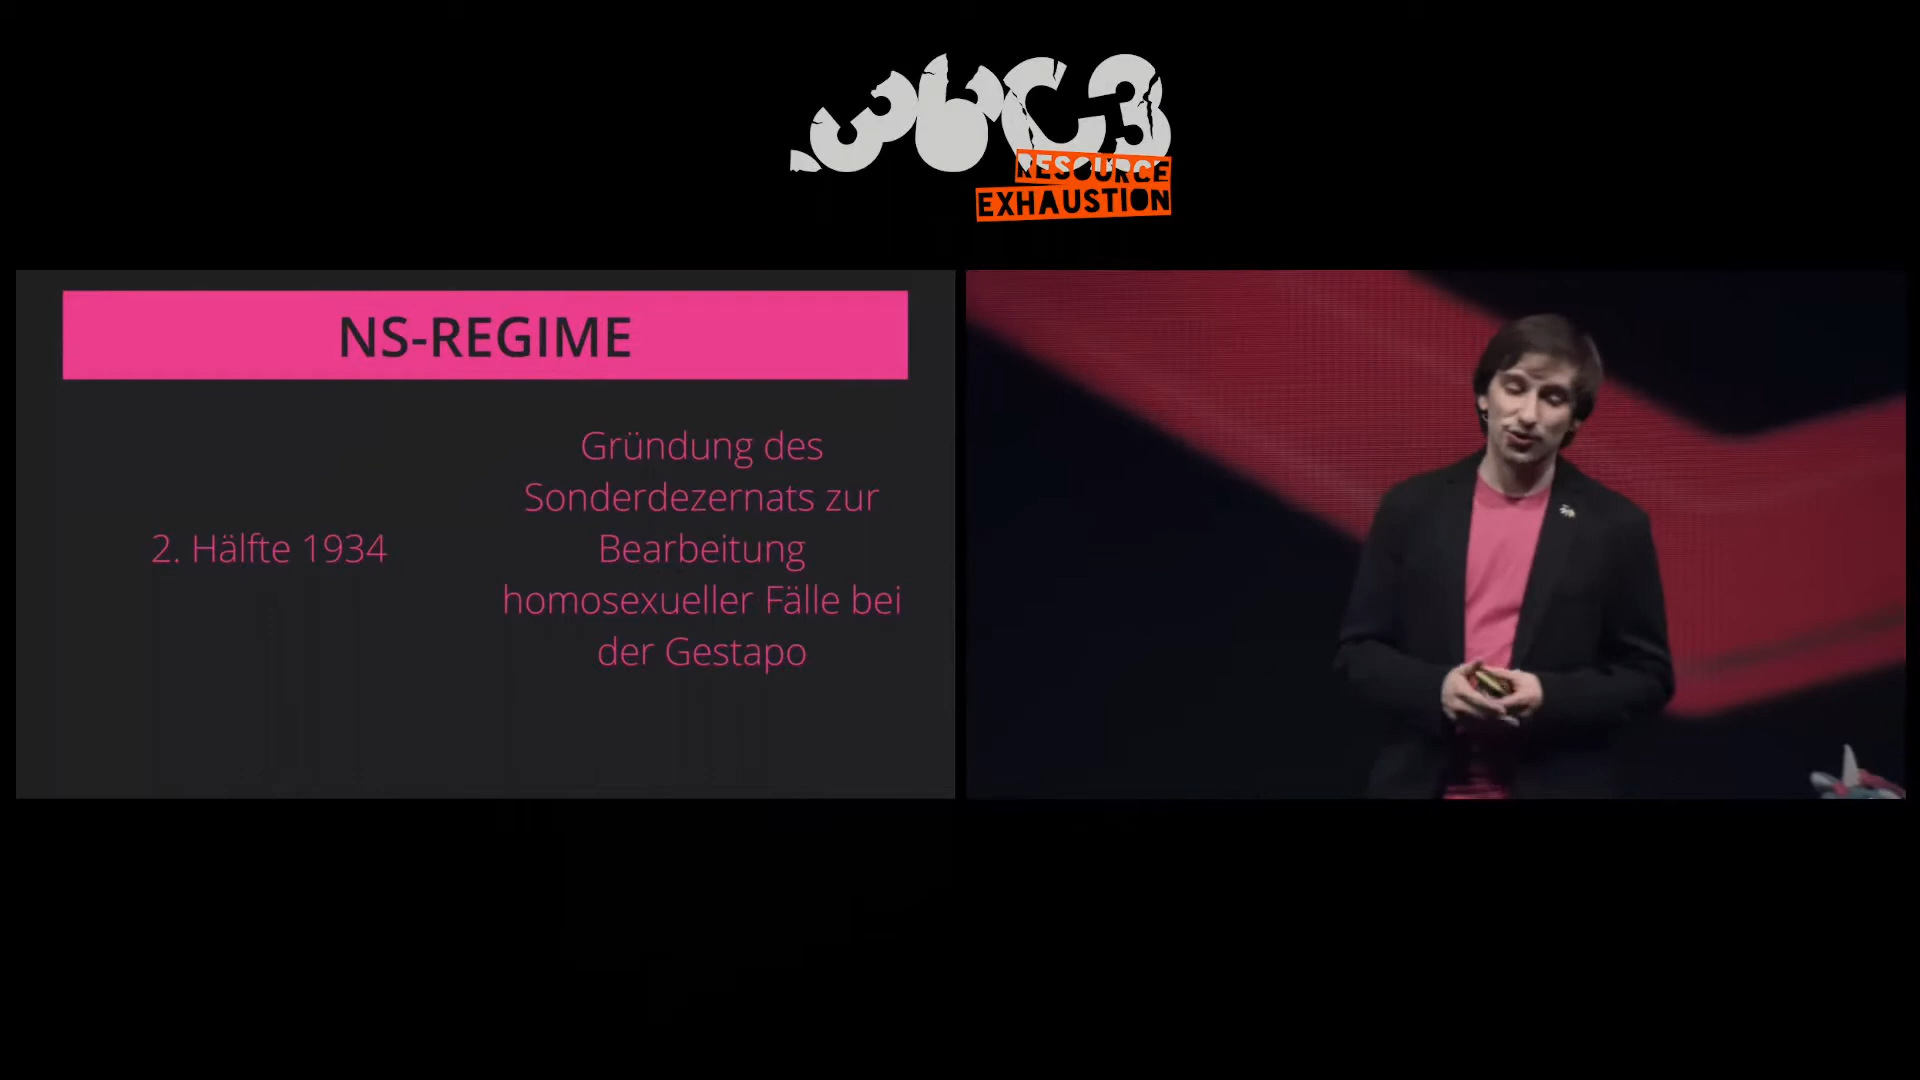 36C3
RESOURCE
EXHAUSTION
NS-REGIME
2. Hälfte 1934
Gründung des
Sonderdezernats zur
Bearbeitung
homosexueller Fälle bei
der Gestapo